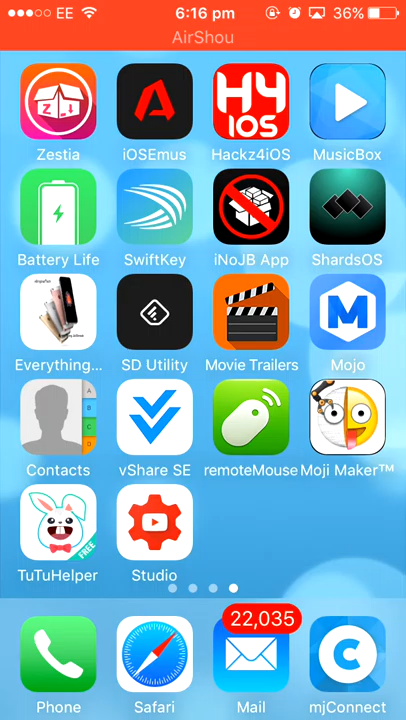 EE 6:16 pm 36%
AirShou
Z
H4
iOS
Zestia iOSEmus Hackz4iOS MusicBox
Battery Life SwiftKey iNoJB App ShardsOS
M
Everything... SD Utility Movie Trailers Mojo
A
B
C
D
Contacts vShare SE remoteMouse Moji Maker™
FREE
TuTuHelper Studio
22,035
C
Phone Safari Mail mjConnect